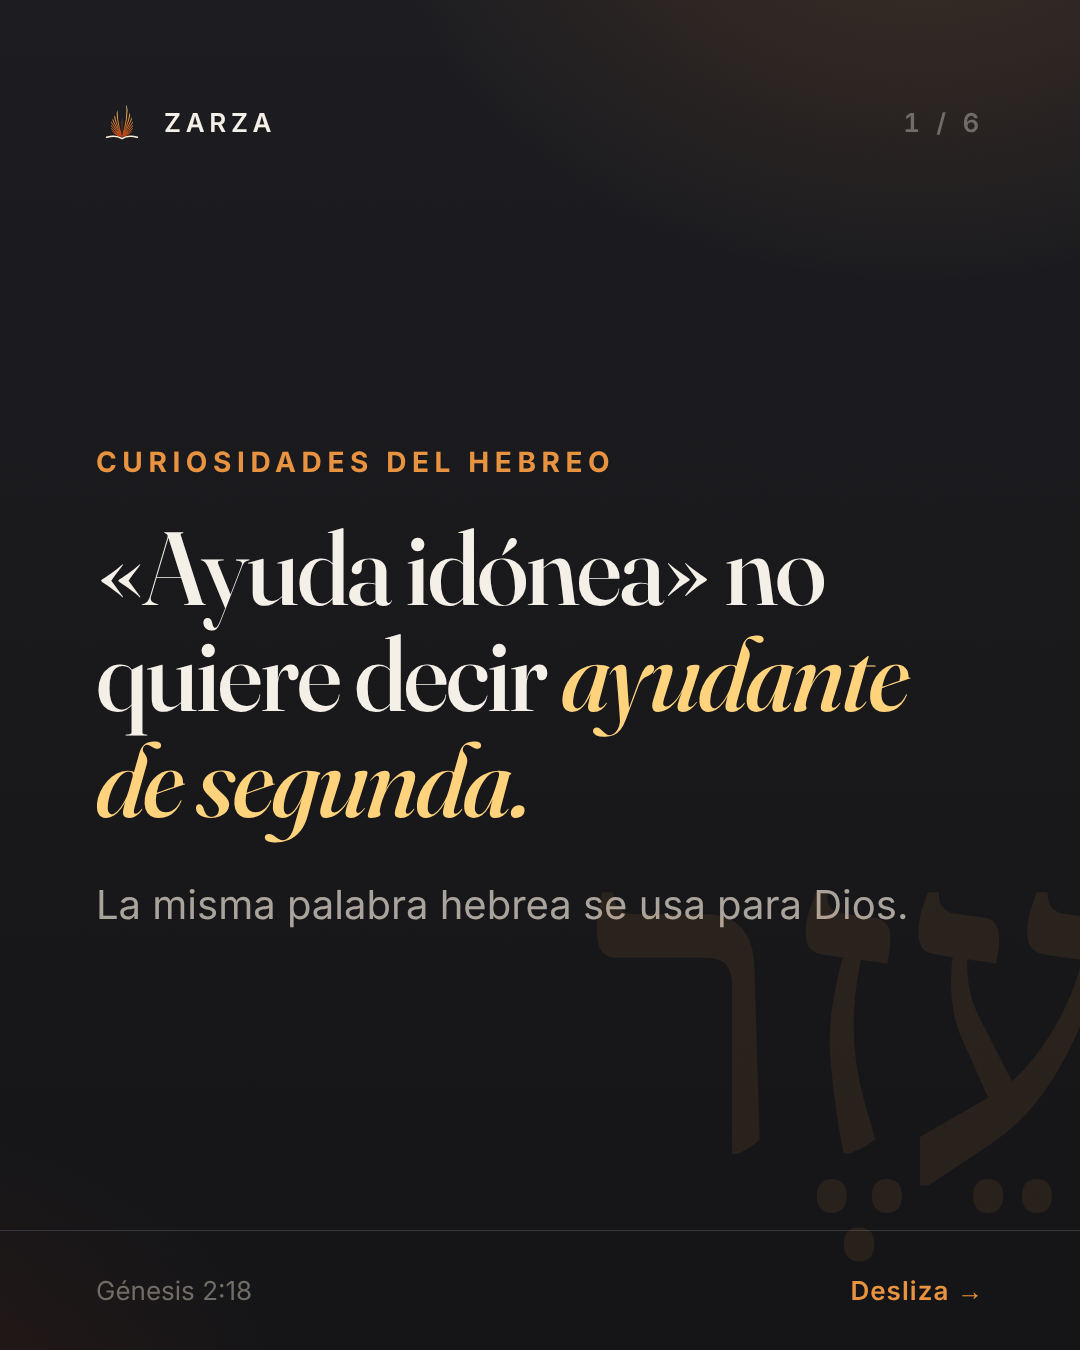 ZARZA
1 / 6
CURIOSIDADES DEL HEBREO
«Ayuda idónea» no
quiere decir ayudante
de segunda.
La misma palabra hebrea se usa para Dios.
עֵזֶר
Génesis 2:18
Desliza →